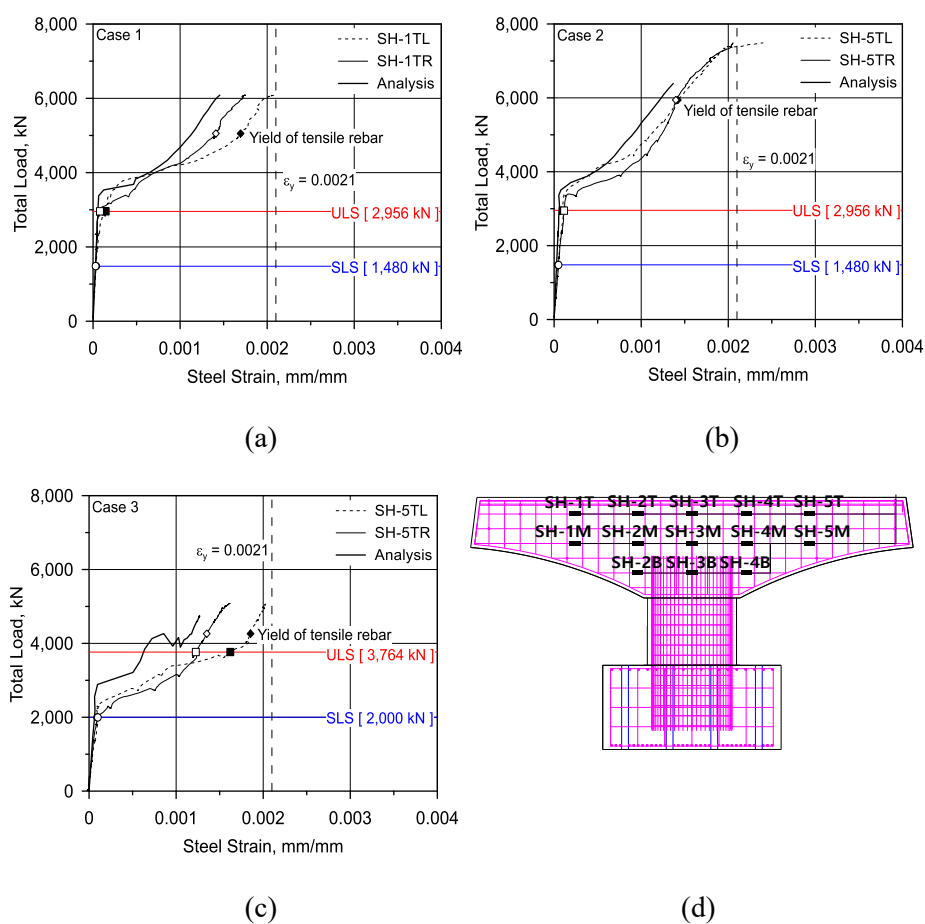 Case 1
SH-1TL
SH-1TR
Analysis
Yield of tensile rebar
εy = 0.0021
ULS [ 2,956 kN ]
SLS [ 1,480 kN ]
8,000
6,000
4,000
2,000
0
0 0.001 0.002 0.003 0.004
Total Load, kN
Steel Strain, mm/mm
(a)
Case 2
SH-5TL
SH-5TR
Analysis
Yield of tensile rebar
εy = 0.0021
ULS [ 2,956 kN ]
SLS [ 1,480 kN ]
8,000
6,000
4,000
2,000
0
0 0.001 0.002 0.003 0.004
Total Load, kN
Steel Strain, mm/mm
(b)
Case 3
SH-5TL
SH-5TR
Analysis
εy = 0.0021
Yield of tensile rebar
ULS [ 3,764 kN ]
SLS [ 2,000 kN ]
8,000
6,000
4,000
2,000
0
0 0.001 0.002 0.003 0.004
Total Load, kN
Steel Strain, mm/mm
(c)
SH-1T SH-2T SH-3T SH-4T SH-5T
SH-1M SH-2M SH-3M SH-4M SH-5M
SH-2B SH-3B SH-4B
(d)